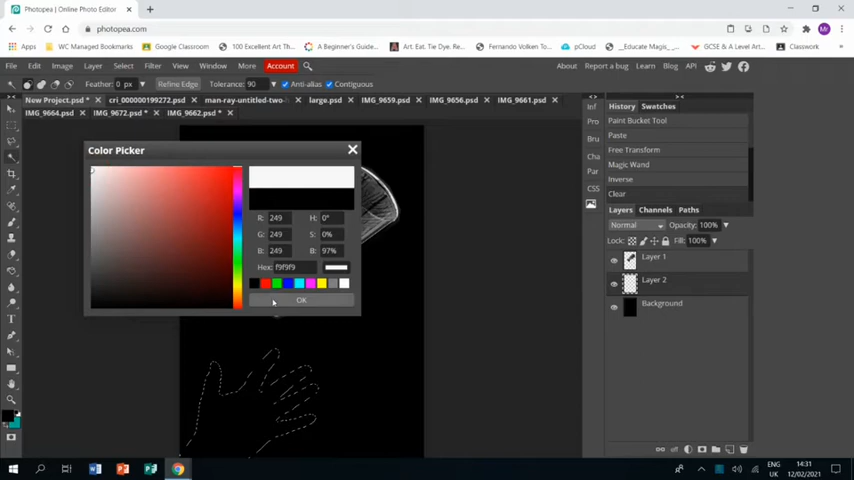 Photopea | Online Photo Editor
photopea.com
Apps WC Managed Bookmarks Google Classroom 100 Excellent Art Th... A Beginner's Guide... Art. Eat. Tie Dye. Re... Fernando Volken To... pCloud __Educate Magis_-... GCSE & A Level Art... Classwork
File Edit Image Layer Select Filter View Window More Account About Report a bug Learn Blog API
Feather: 0 px Refine Edge Tolerance: 90 Anti-alias Contiguous
New Project.psd * cri_000000199272.psd man-ray-untitled-two- large.psd IMG_9659.psd IMG_9656.psd IMG_9661.psd
IMG_9664.psd IMG_9672.psd * IMG_9662.psd *
Color Picker
R: 249 H: 0°
G: 249 S: 0%
B: 249 B: 97%
Hex: f9f9f9
OK
Inf
Pro
Bru
Cha
Par
CSS
History Swatches
Paint Bucket Tool
Paste
Free Transform
Magic Wand
Inverse
Clear
Layers Channels Paths
Normal Opacity: 100%
Lock: Fill: 100%
Layer 1
Layer 2
Background
ENG
UK
14:31
12/02/2021